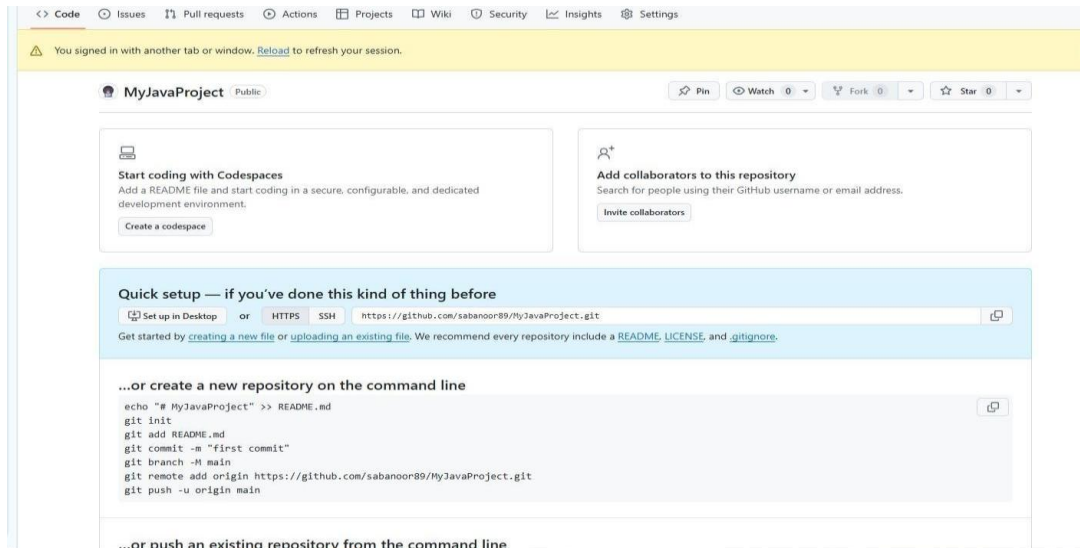 Code Issues Pull requests Actions Projects Wiki Security Insights Settings
You signed in with another tab or window. Reload to refresh your session.
MyJavaProject Public Pin Watch 0 Fork 0 Star 0
Start coding with Codespaces
Add a README file and start coding in a secure, configurable, and dedicated
development environment.
Create a codespace
Add collaborators to this repository
Search for people using their GitHub username or email address.
Invite collaborators
Quick setup — if you've done this kind of thing before
Set up in Desktop or HTTPS SSH https://github.com/sabanoor89/MyJavaProject.git
Get started by creating a new file or uploading an existing file. We recommend every repository include a README, LICENSE, and .gitignore.
...or create a new repository on the command line
echo "# MyJavaProject" >> README.md
git init
git add README.md
git commit -m "first commit"
git branch -M main
git remote add origin https://github.com/sabanoor89/MyJavaProject.git
git push -u origin main
...or push an existing repository from the command line